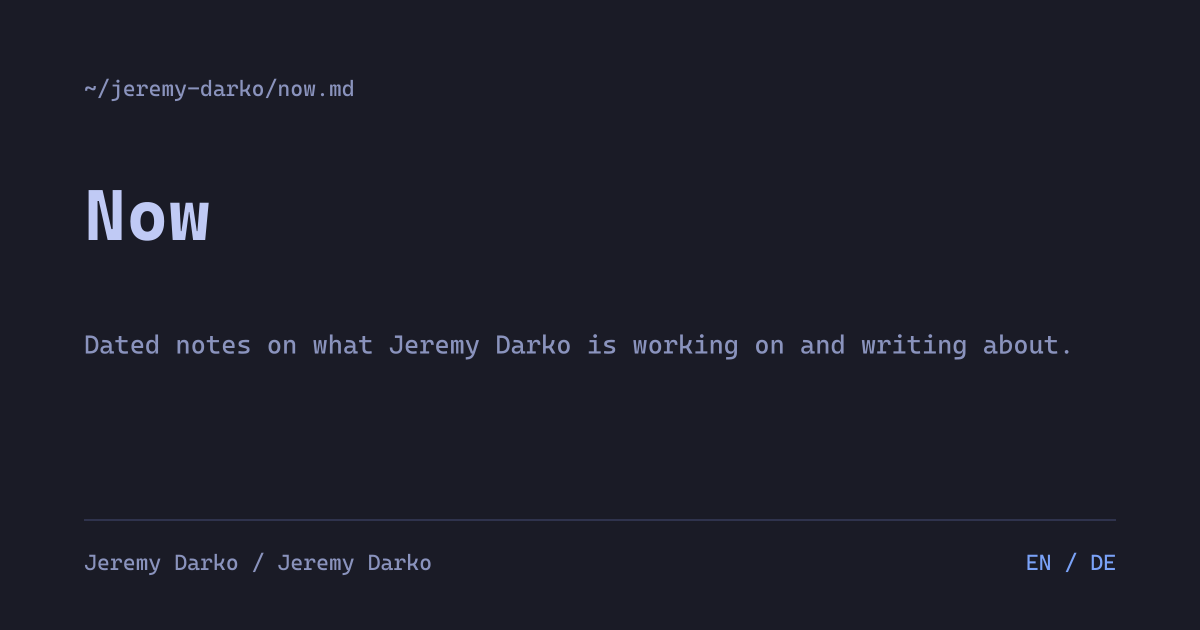 ~/jeremy-darko/now.md
Now
Dated notes on what Jeremy Darko is working on and writing about.
Jeremy Darko / Jeremy Darko
EN / DE